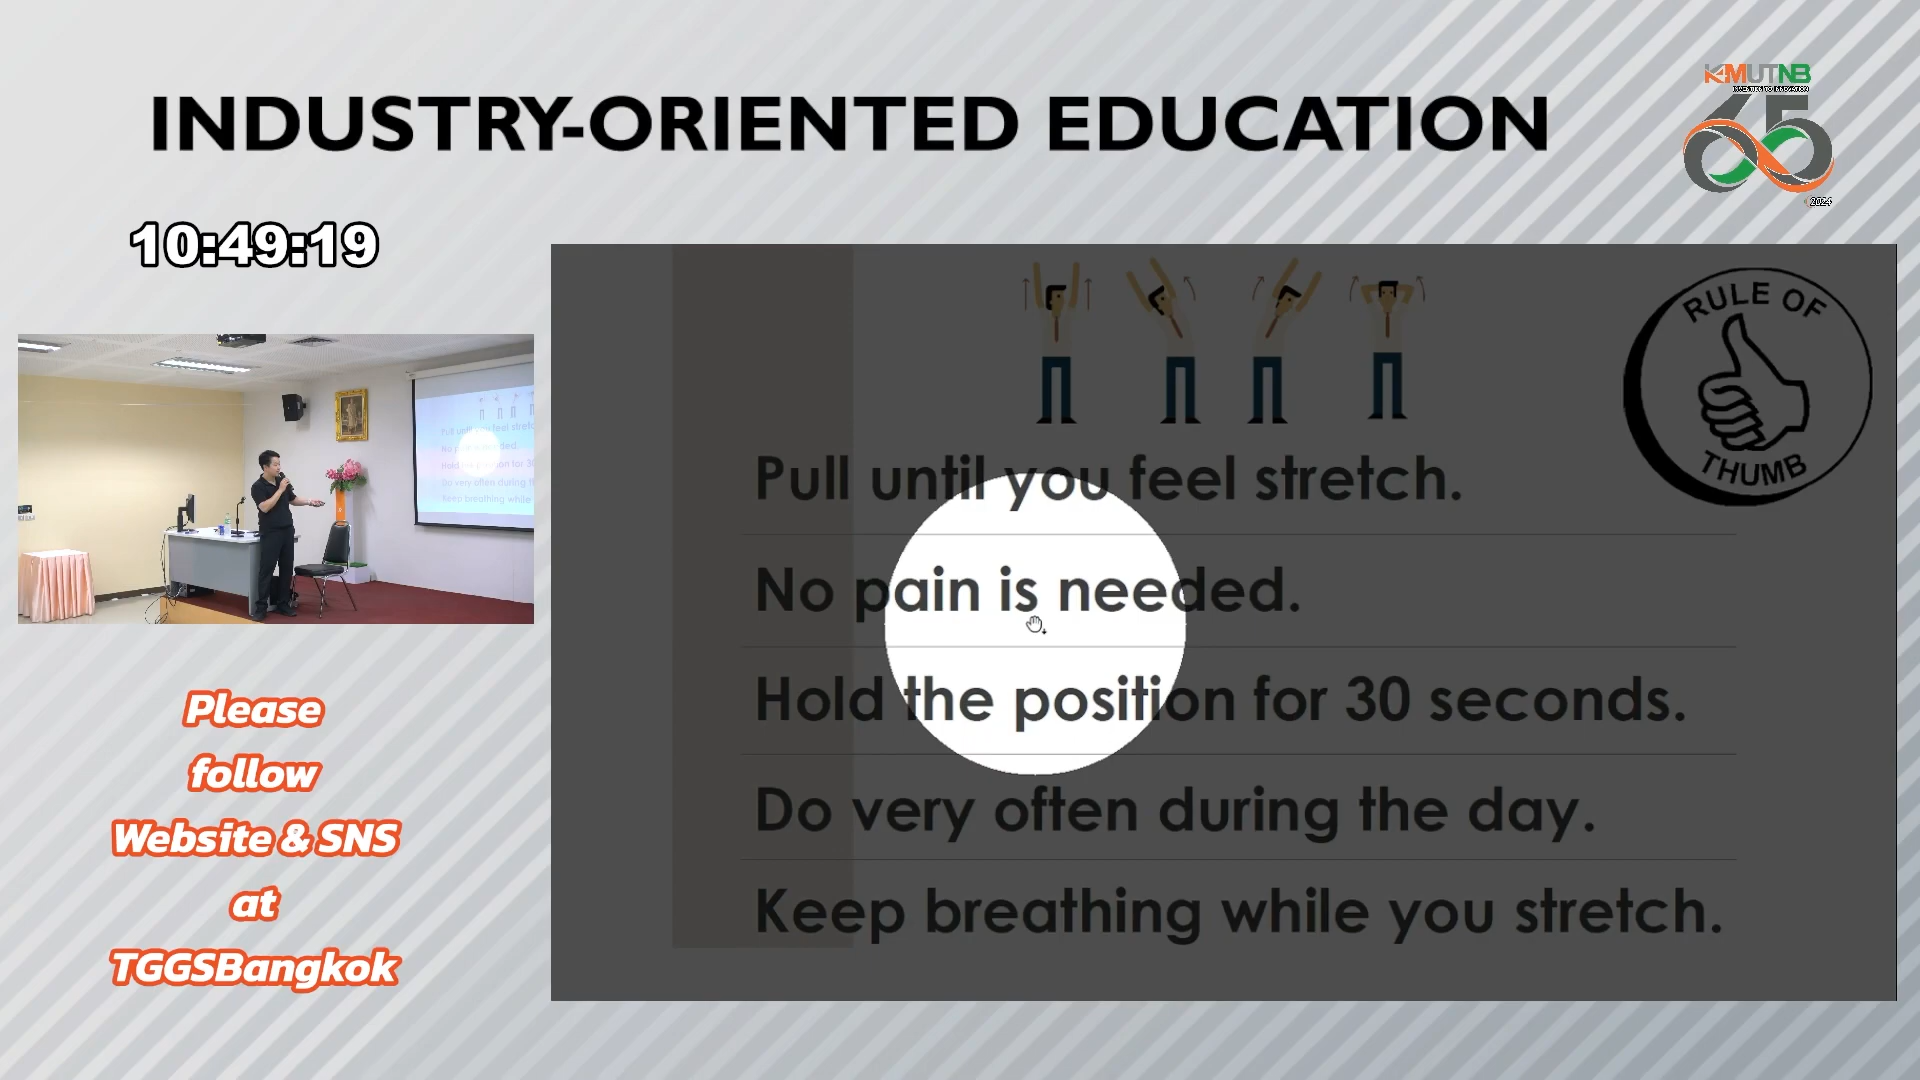 INDUSTRY-ORIENTED EDUCATION
KMUTNB
65
2024
10:49:19
RULE OF
THUMB
Pull until you feel stretch.
No pain is needed.
Hold the position for 30 seconds.
Do very often during the day.
Keep breathing while you stretch.
Please
follow
Website & SNS
at
TGGSBangkok